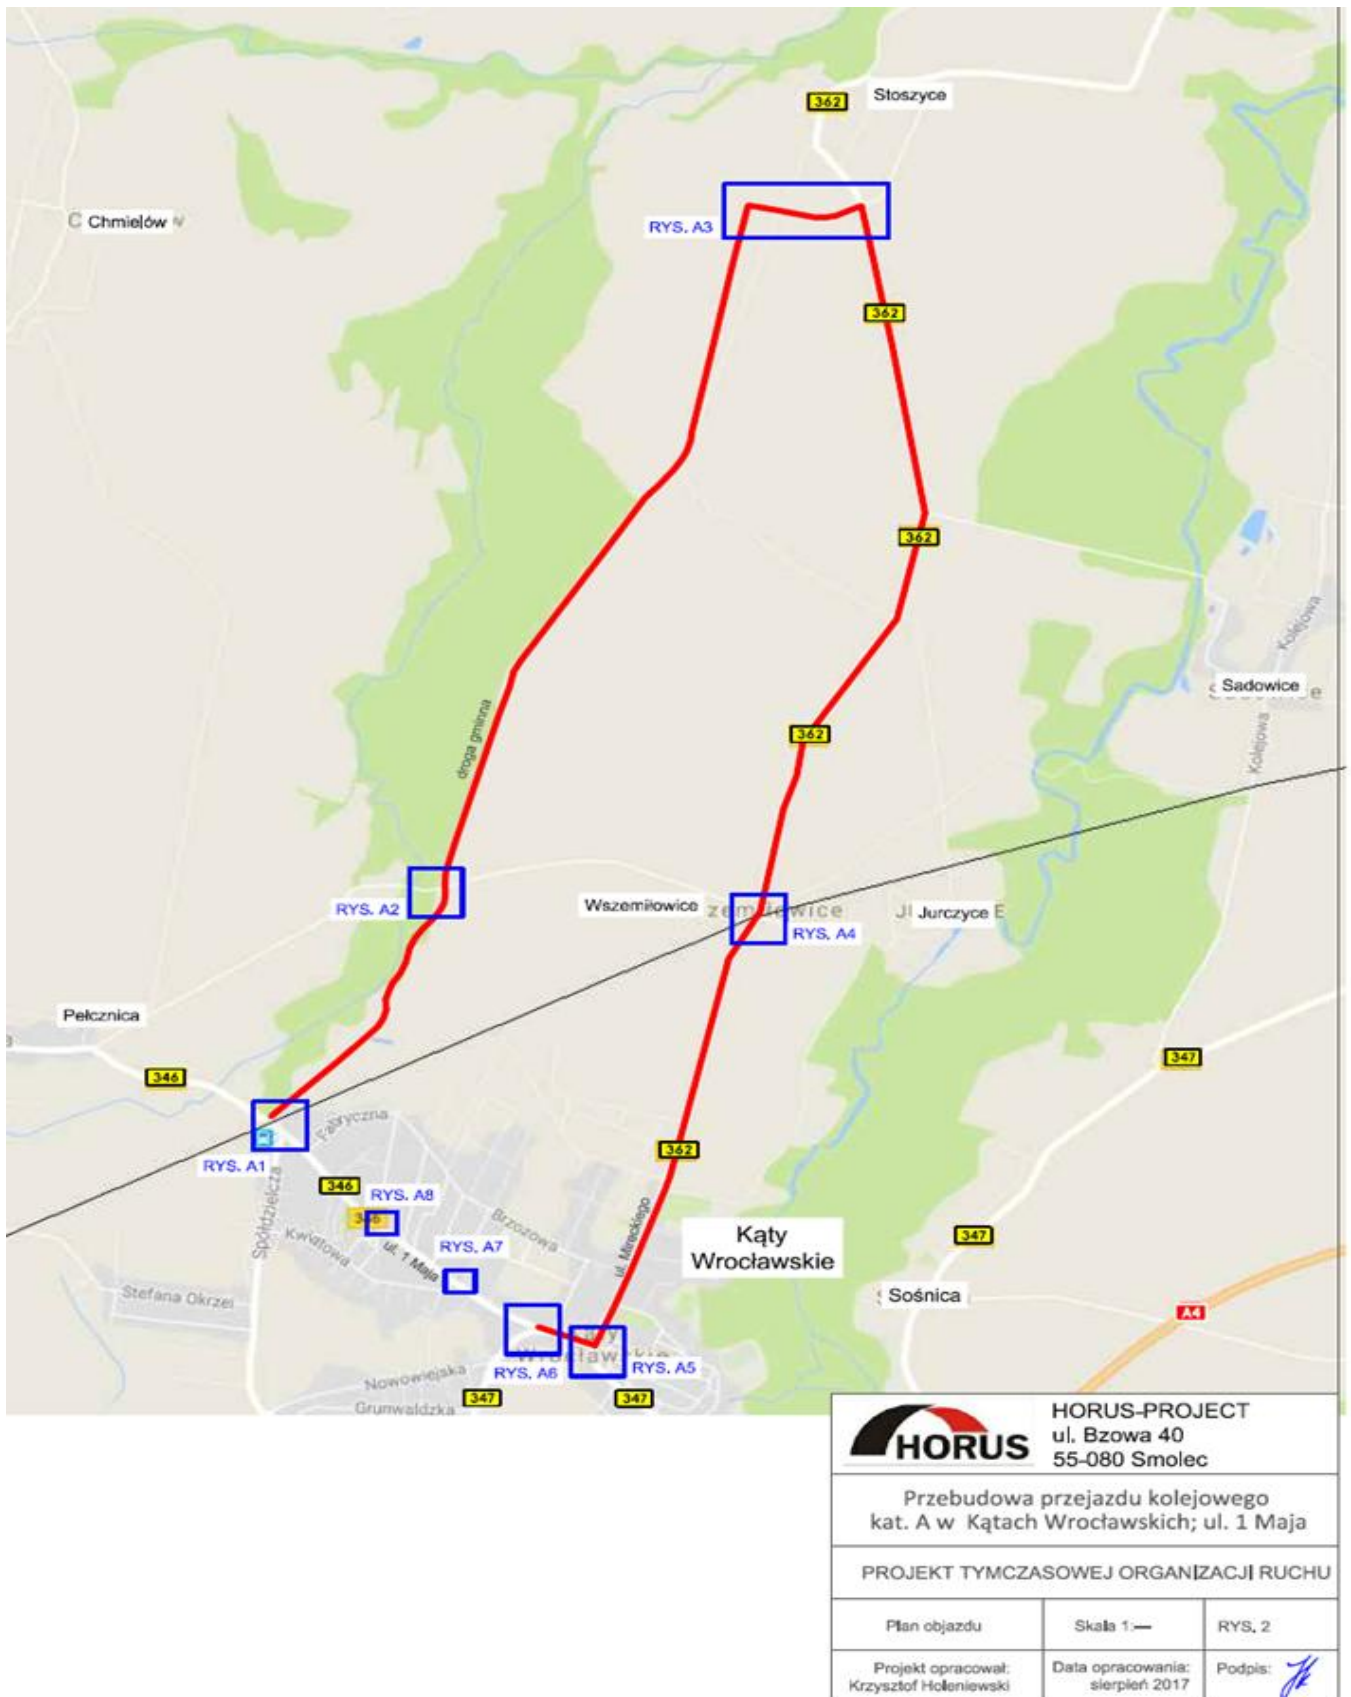 362
Stoszyce
Chmielów
RYS. A3
362
362
Kolejowa
Sadowice
Kolejowa
362
droga gminna
Wszemiłowice
Jurczyce
RYS. A2
RYS. A4
Pełcznica
346
347
Fabryczna
RYS. A1
362
346
RYS. A8
346
Spółdzielcza
Kwiatowa
ul. 1 Maja
RYS. A7
Brzozowa
ul. Mireckiego
Kąty
Wrocławskie
347
Stefana Okrzei
Sośnica
A4
Wrocławskie
RYS. A6
RYS. A5
Nowowiejska
Grunwaldzka
347
347
HORUS
HORUS-PROJECT
ul. Bzowa 40
55-080 Smolec
Przebudowa przejazdu kolejowego
kat. A w Kątach Wrocławskich; ul. 1 Maja
PROJEKT TYMCZASOWEJ ORGANIZACJI RUCHU
Plan objazdu
Skala 1:—
RYS. 2
Projekt opracował:
Krzysztof Holeniewski
Data opracowania:
sierpień 2017
Podpis: